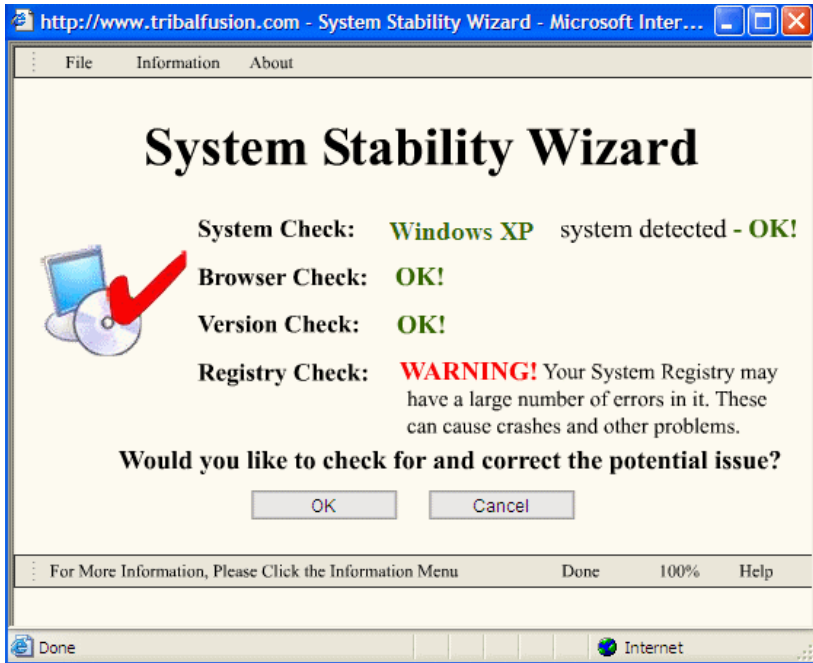 http://www.tribalfusion.com - System Stability Wizard - Microsoft Inter...
File Information About
System Stability Wizard
System Check: Windows XP system detected - OK!
Browser Check: OK!
Version Check: OK!
Registry Check: WARNING! Your System Registry may
have a large number of errors in it. These
can cause crashes and other problems.
Would you like to check for and correct the potential issue?
OK Cancel
For More Information, Please Click the Information Menu Done 100% Help
Done Internet